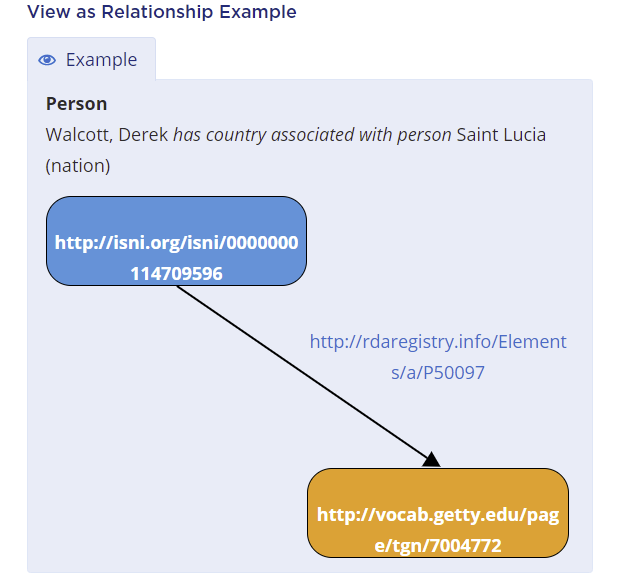 View as Relationship Example
Example
Person
Walcott, Derek has country associated with person Saint Lucia
(nation)
http://isni.org/isni/0000000
114709596
http://rdaregistry.info/Element
s/a/P50097
http://vocab.getty.edu/pag
e/tgn/7004772